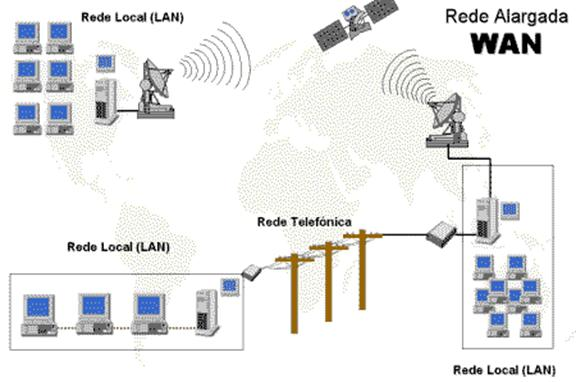 Rede Local (LAN)
Rede Alargada
WAN
Rede Telefónica
Rede Local (LAN)
Rede Local (LAN)